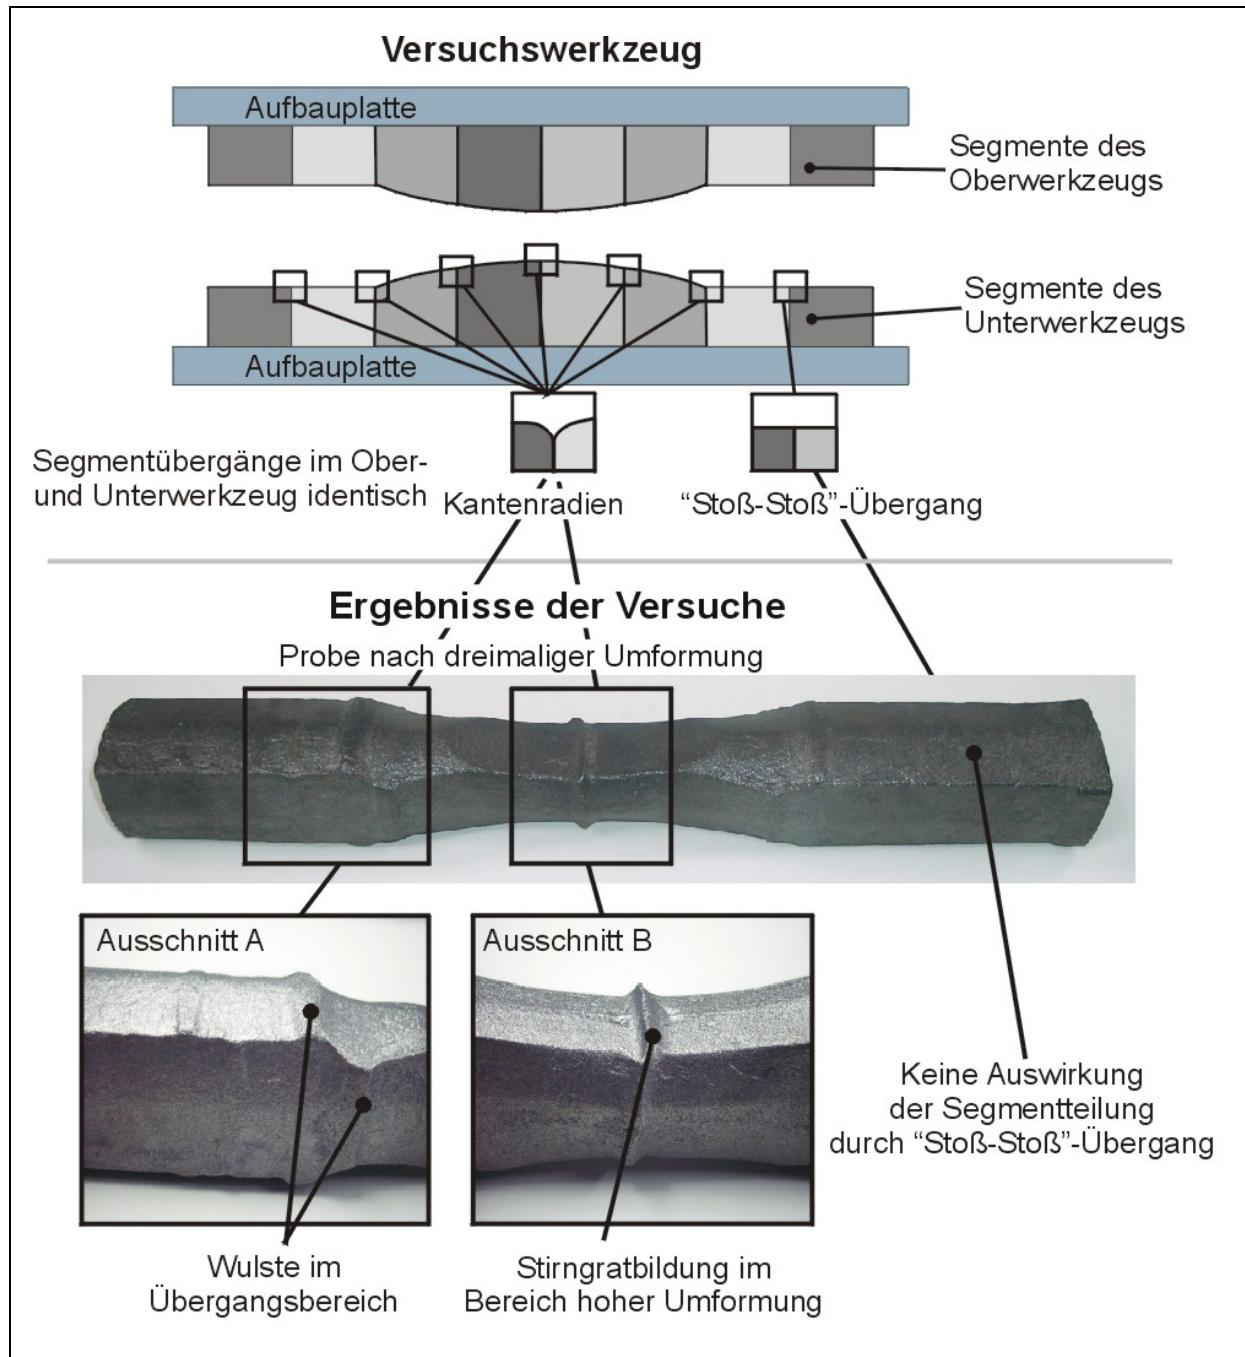 Versuchswerkzeug
Aufbauplatte
Segmente des
Oberwerkzeugs
Segmente des
Unterwerkzeugs
Aufbauplatte
Segmentübergänge im Ober-
und Unterwerkzeug identisch
Kantenradien
“Stoß-Stoß”-Übergang
Ergebnisse der Versuche
Probe nach dreimaliger Umformung
Ausschnitt A
Ausschnitt B
Keine Auswirkung
der Segmentteilung
durch “Stoß-Stoß”-Übergang
Wulste im
Übergangsbereich
Stirngratbildung im
Bereich hoher Umformung